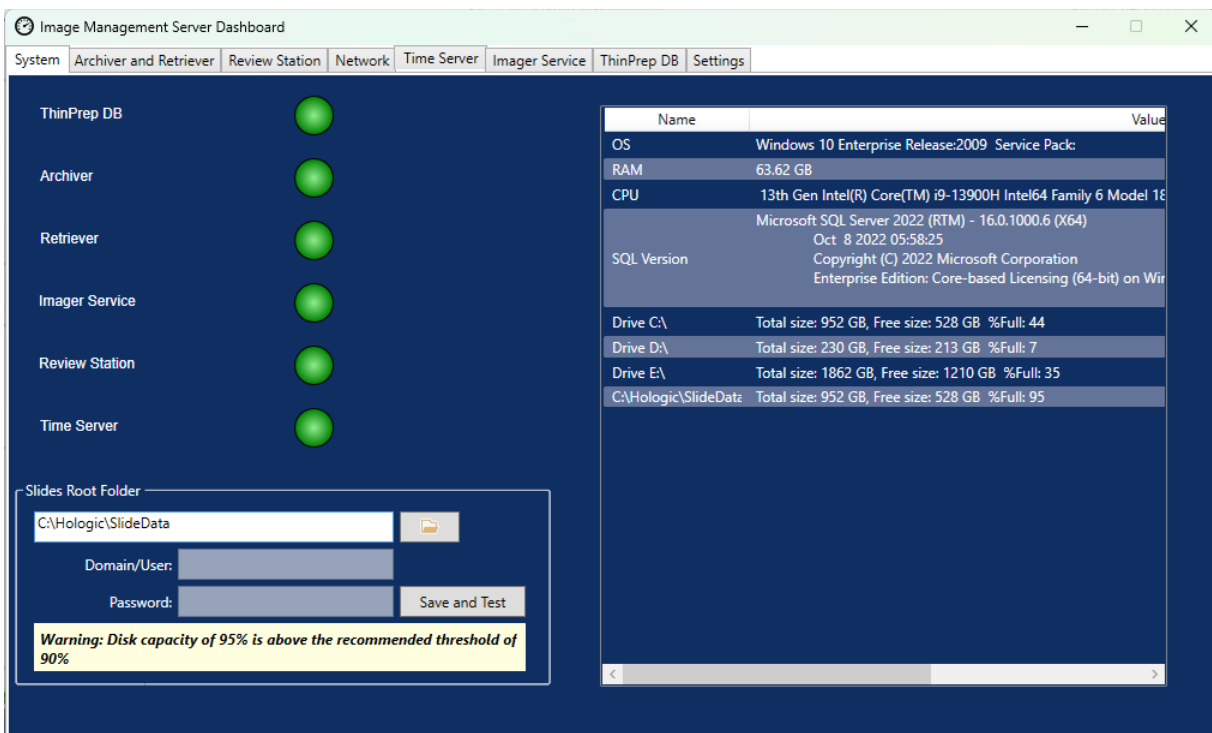 Image Management Server Dashboard
System Archiver and Retriever Review Station Network Time Server Imager Service ThinPrep DB Settings
ThinPrep DB
Archiver
Retriever
Imager Service
Review Station
Time Server
Slides Root Folder
C:\Hologic\SlideData
Domain/User:
Password:
Save and Test
Warning: Disk capacity of 95% is above the recommended threshold of
90%
Name Value
OS Windows 10 Enterprise Release:2009 Service Pack:
RAM 63.62 GB
CPU 13th Gen Intel(R) Core(TM) i9-13900H Intel64 Family 6 Model 18
Microsoft SQL Server 2022 (RTM) - 16.0.1000.6 (X64)
Oct 8 2022 05:58:25
SQL Version Copyright (C) 2022 Microsoft Corporation
Enterprise Edition: Core-based Licensing (64-bit) on Wir
Drive C:\ Total size: 952 GB, Free size: 528 GB %Full: 44
Drive D:\ Total size: 230 GB, Free size: 213 GB %Full: 7
Drive E:\ Total size: 1862 GB, Free size: 1210 GB %Full: 35
C:\Hologic\SlideData Total size: 952 GB, Free size: 528 GB %Full: 95